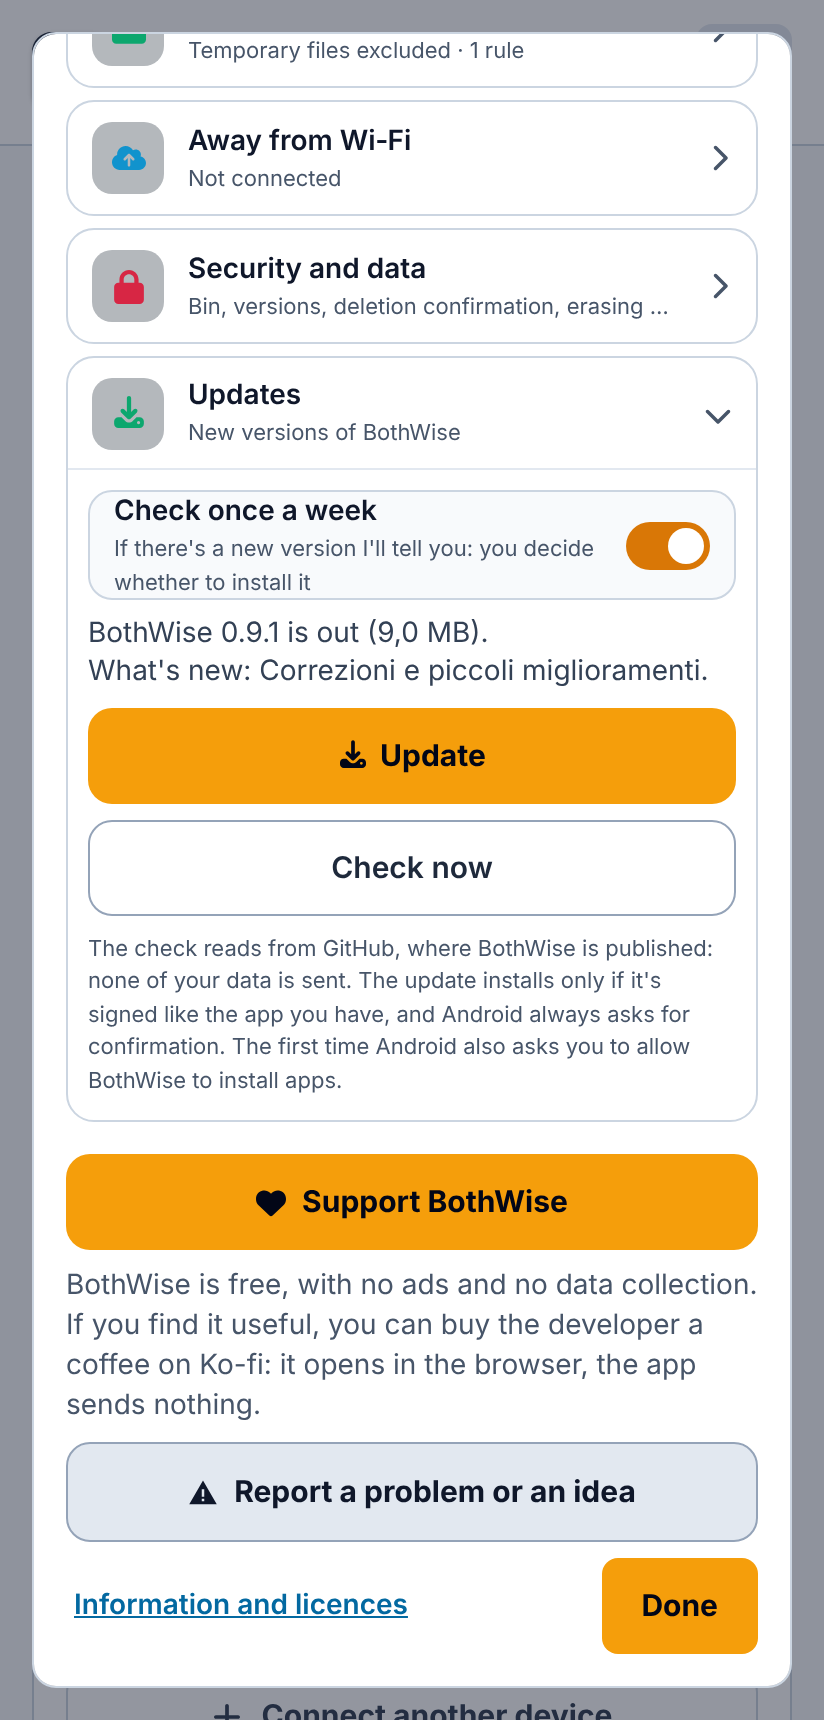 Temporary files excluded · 1 rule
Away from Wi-Fi
Not connected
Security and data
Bin, versions, deletion confirmation, erasing ...
Updates
New versions of BothWise
Check once a week
If there's a new version I'll tell you: you decide
whether to install it
BothWise 0.9.1 is out (9,0 MB).
What's new: Correzioni e piccoli miglioramenti.
Update
Check now
The check reads from GitHub, where BothWise is published:
none of your data is sent. The update installs only if it's
signed like the app you have, and Android always asks for
confirmation. The first time Android also asks you to allow
BothWise to install apps.
Support BothWise
BothWise is free, with no ads and no data collection.
If you find it useful, you can buy the developer a
coffee on Ko-fi: it opens in the browser, the app
sends nothing.
Report a problem or an idea
Information and licences
Done
Connect another device